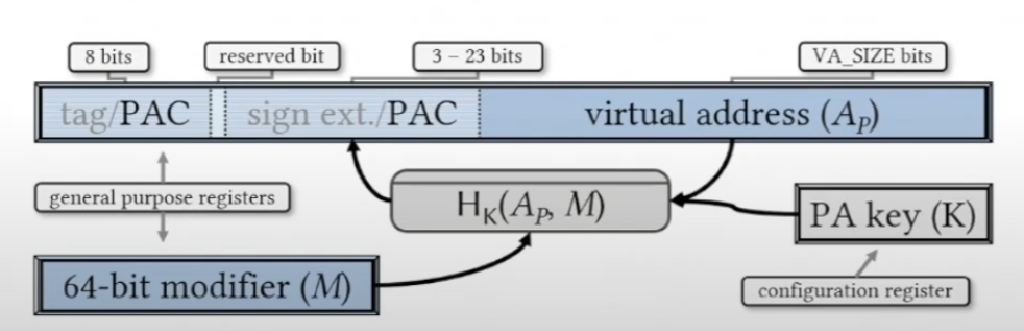 8 bits
reserved bit
3 – 23 bits
VA_SIZE bits
tag/PAC
sign ext./PAC
virtual address (A_P)
general purpose registers
H_K(A_P, M)
PA key (K)
64-bit modifier (M)
configuration register